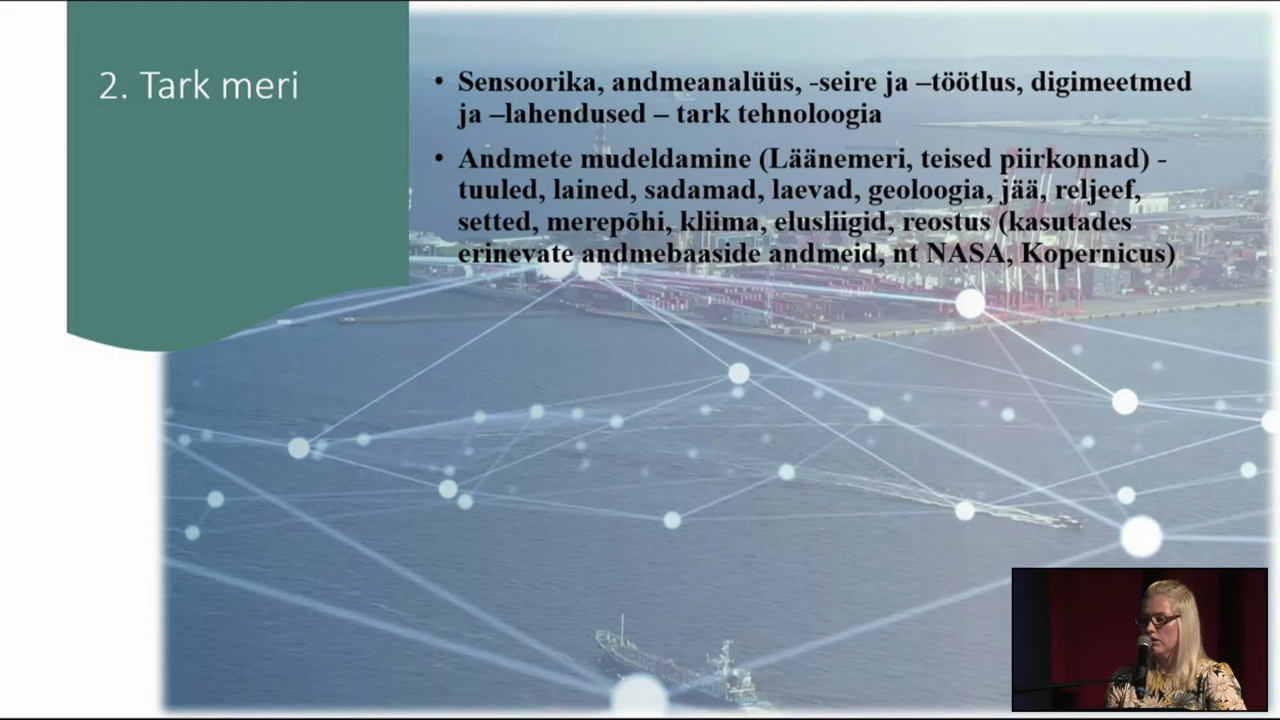 2. Tark meri
• Sensoorika, andmeanalüüs, -seire ja –töötlus, digimeetmed
ja –lahendused – tark tehnoloogia
• Andmete mudeldamine (Läänemeri, teised piirkonnad) -
tuuled, lained, sadamad, laevad, geoloogia, jää, reljeef,
setted, merepõhi, kliima, elusliigid, reostus (kasutades
erinevate andmebaaside andmeid, nt NASA, Kopernicus)